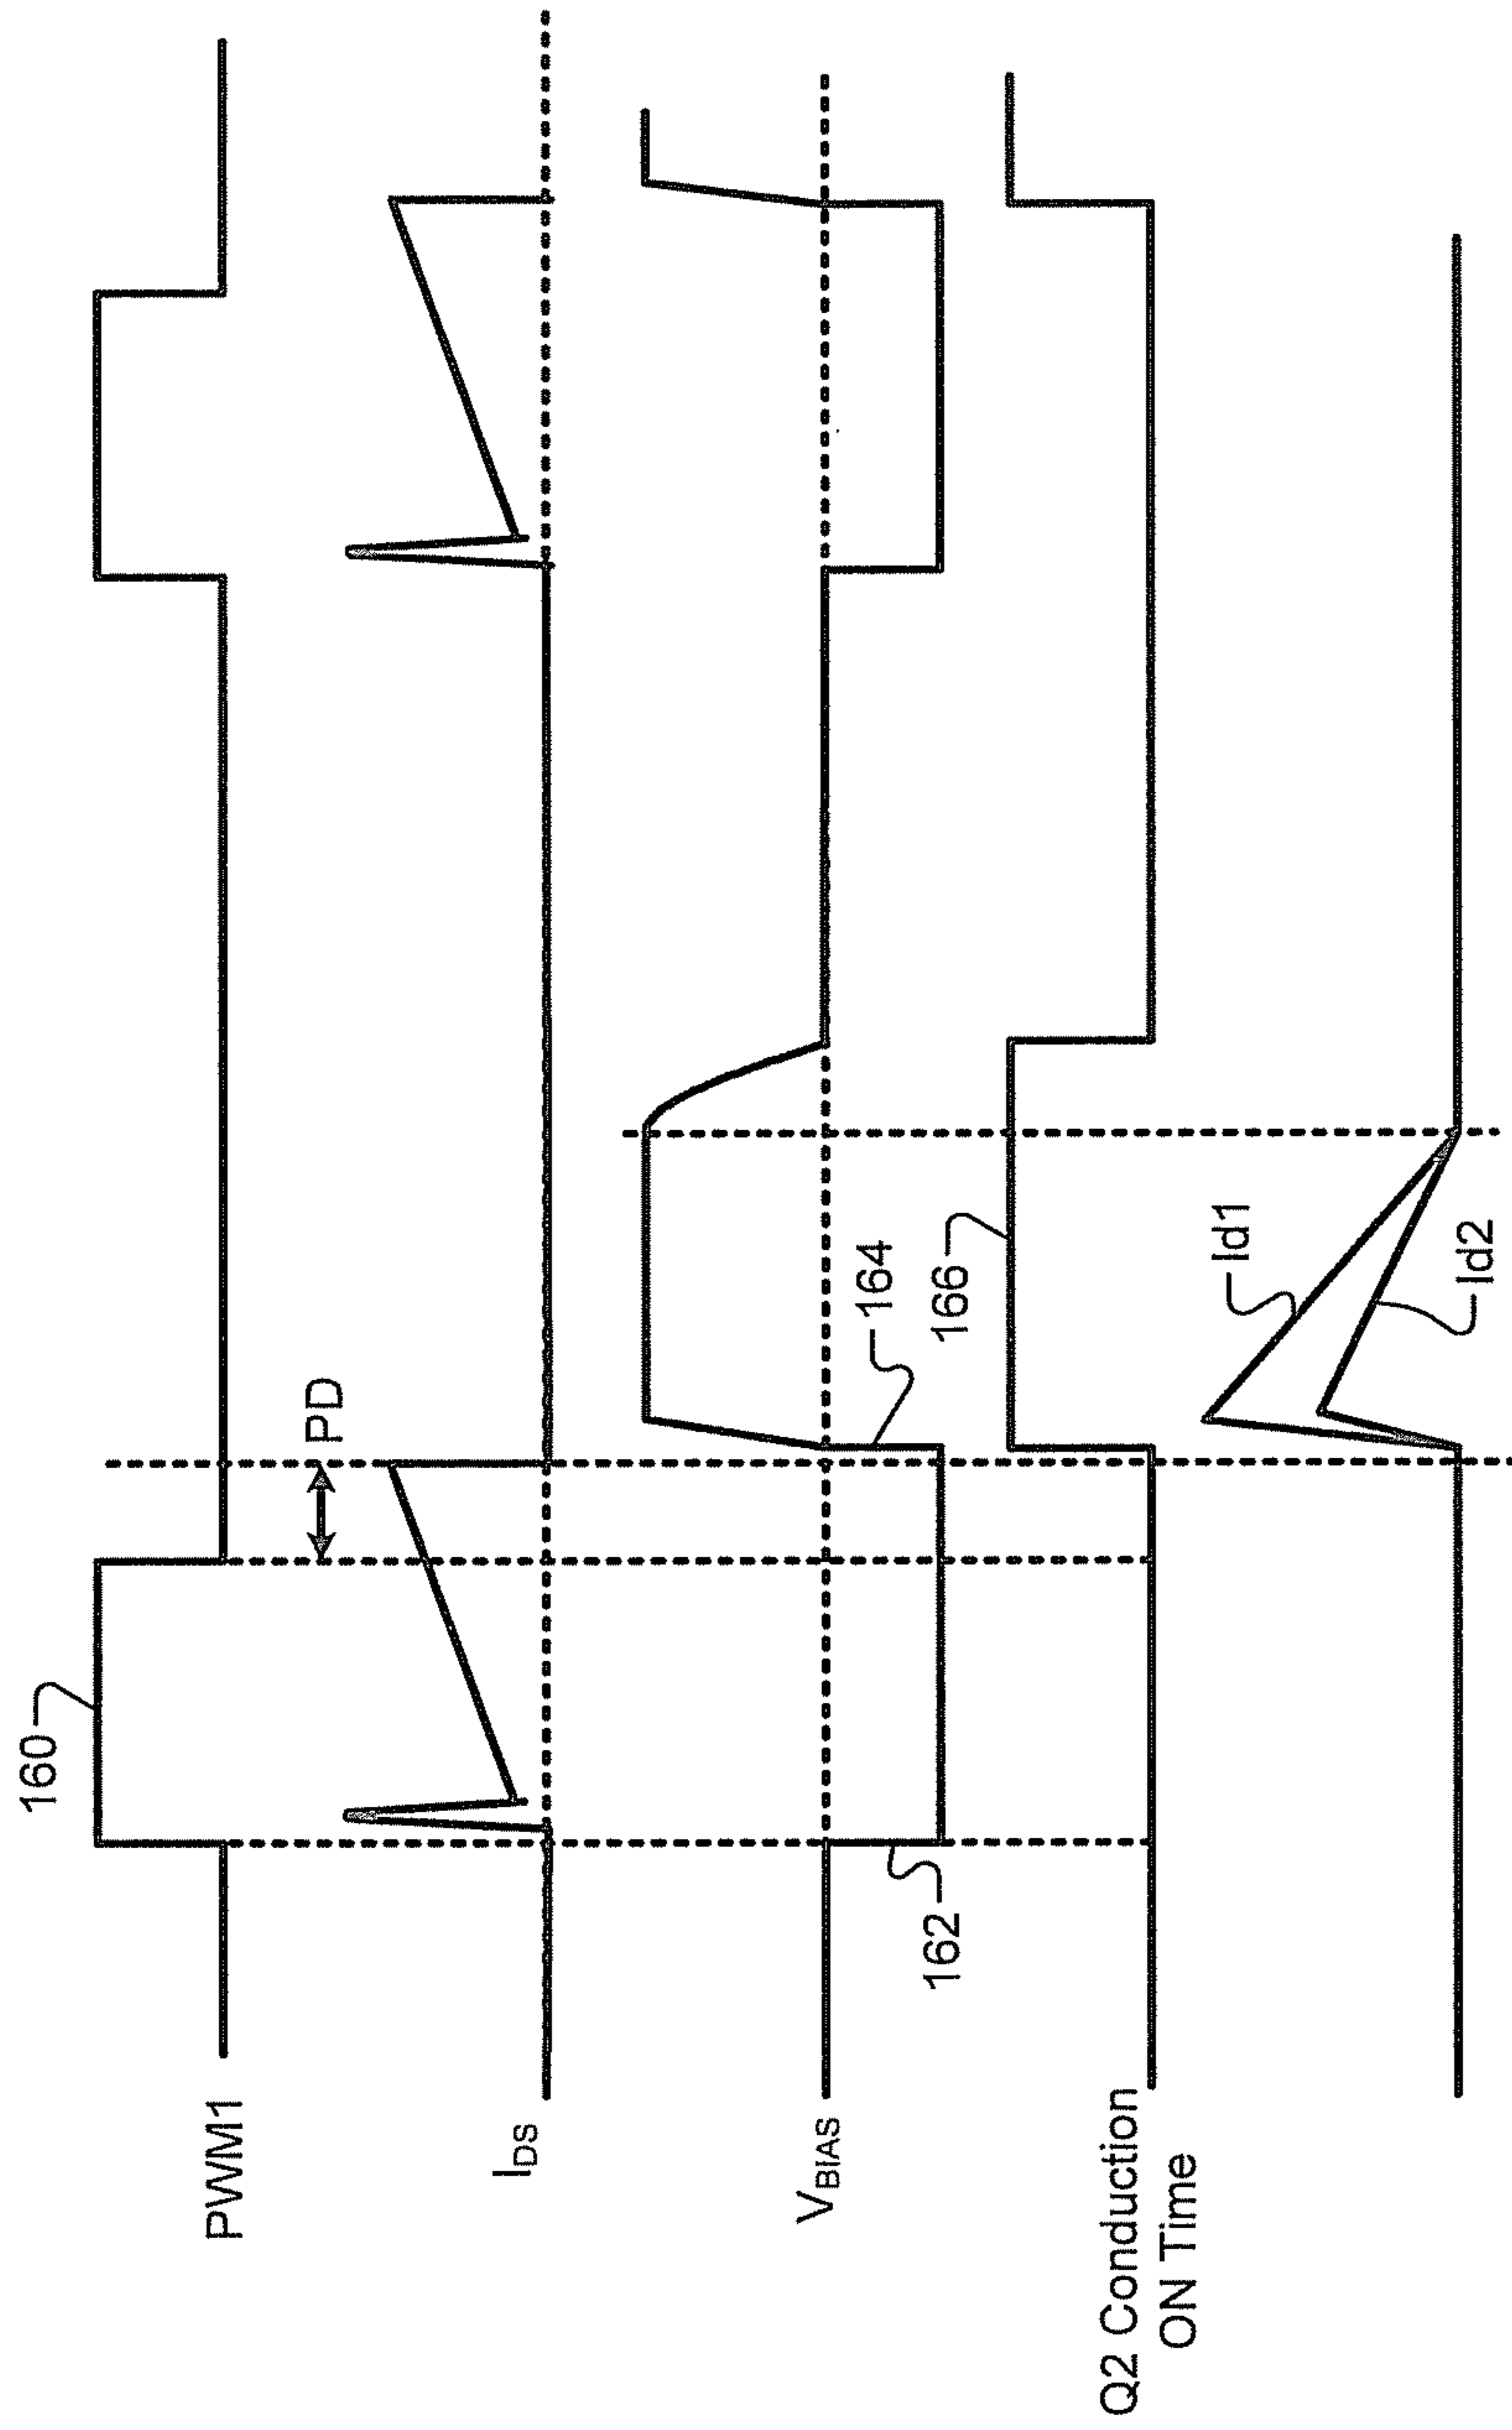 160
PWM1
PD
I_DS
V_BIAS
164
162
Q2 Conduction
ON Time
166
Id1
Id2